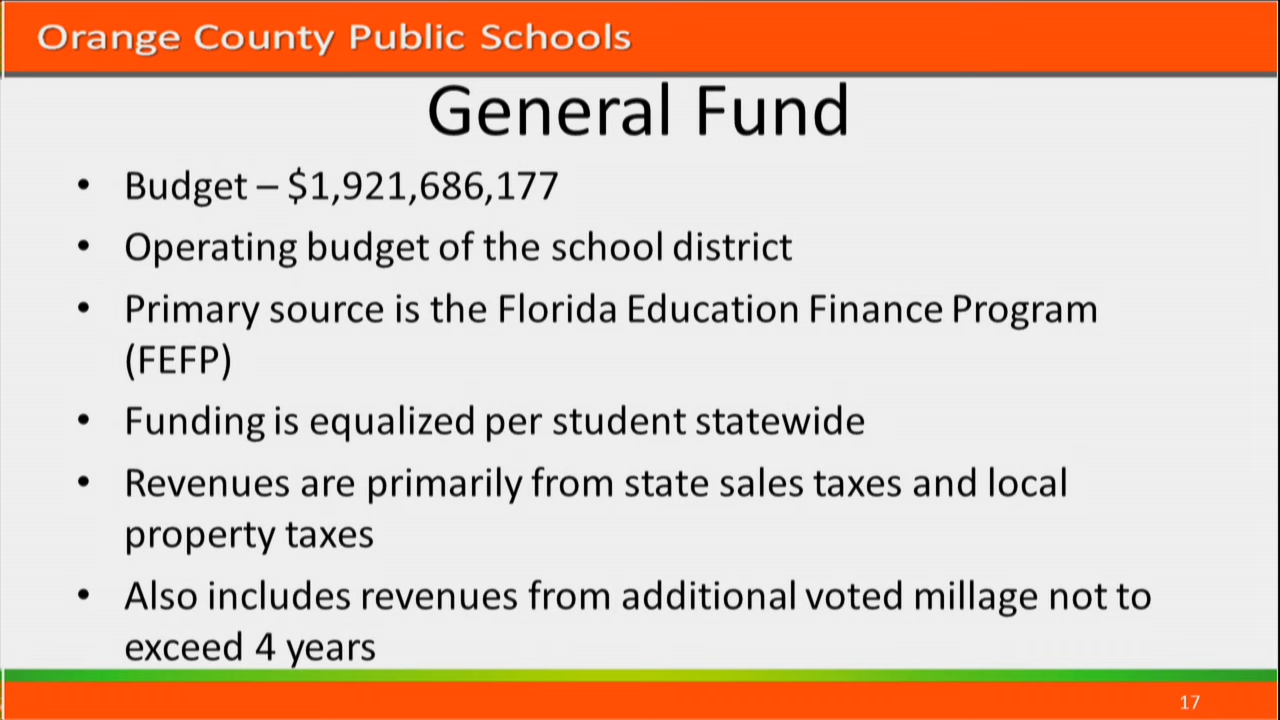 Orange County Public Schools
General Fund
• Budget – $1,921,686,177
• Operating budget of the school district
• Primary source is the Florida Education Finance Program
(FEFP)
• Funding is equalized per student statewide
• Revenues are primarily from state sales taxes and local
property taxes
• Also includes revenues from additional voted millage not to
exceed 4 years
17